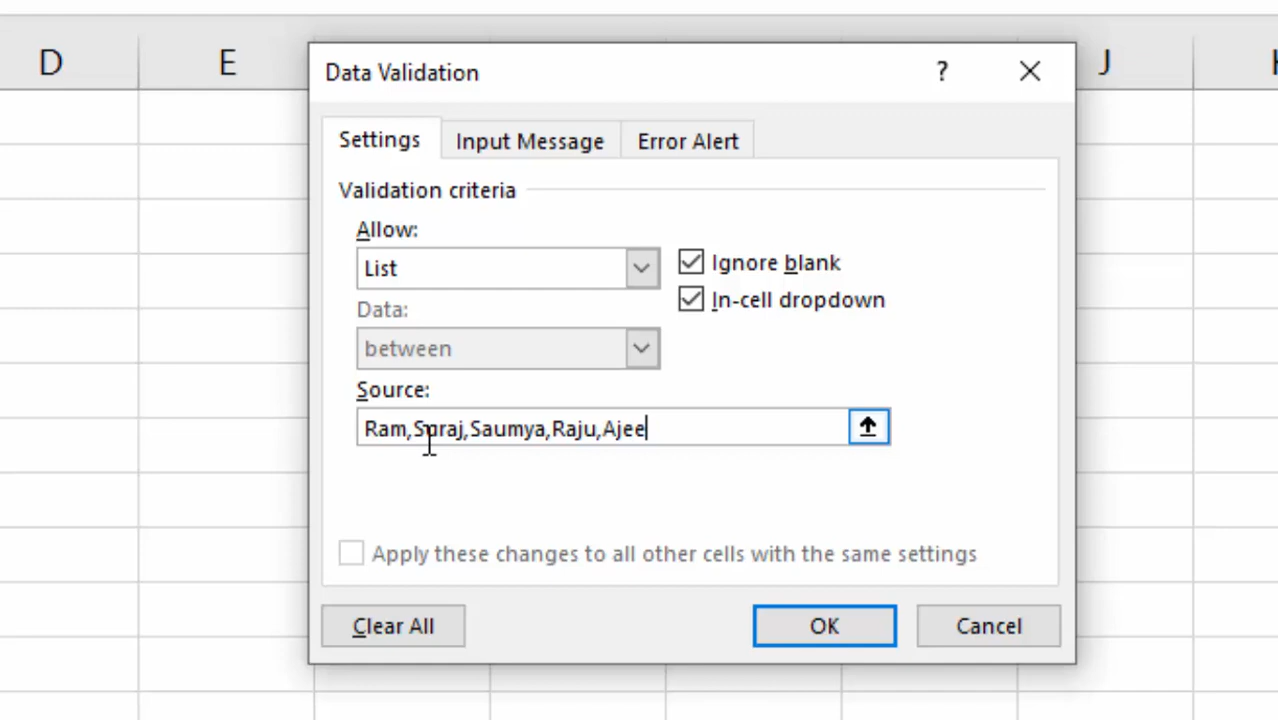 D E J
Data Validation ?
Settings Input Message Error Alert
Validation criteria
Allow:
List
Ignore blank
In-cell dropdown
Data:
between
Source:
Ram,Suraj,Saumya,Raju,Ajee
Apply these changes to all other cells with the same settings
Clear All OK Cancel